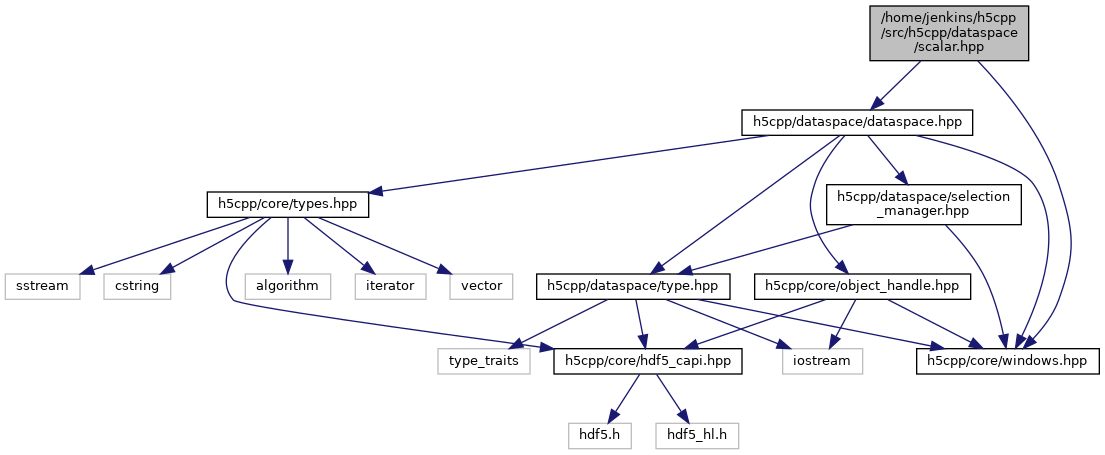 /home/jenkins/h5cpp
/src/h5cpp/dataspace
/scalar.hpp
h5cpp/dataspace/dataspace.hpp
h5cpp/core/types.hpp
h5cpp/dataspace/selection
_manager.hpp
sstream
cstring
algorithm
iterator
vector
h5cpp/dataspace/type.hpp
h5cpp/core/object_handle.hpp
type_traits
h5cpp/core/hdf5_capi.hpp
iostream
h5cpp/core/windows.hpp
hdf5.h
hdf5_hl.h